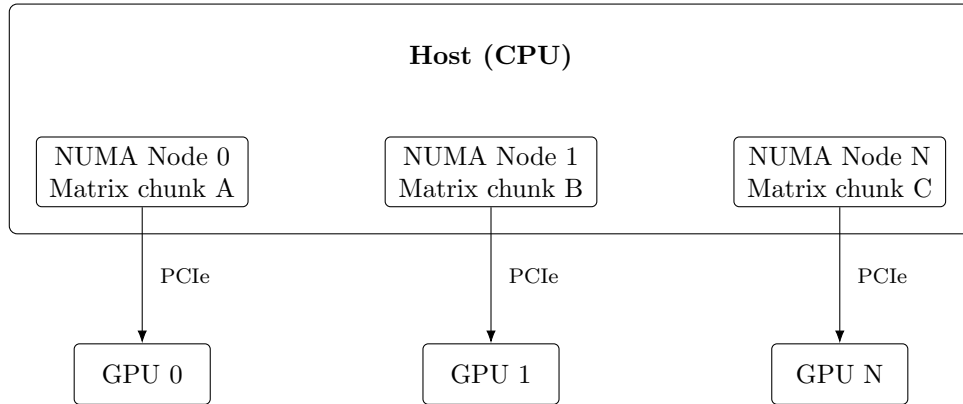 Host (CPU)
NUMA Node 0
Matrix chunk A
NUMA Node 1
Matrix chunk B
NUMA Node N
Matrix chunk C
PCIe
PCIe
PCIe
GPU 0
GPU 1
GPU N